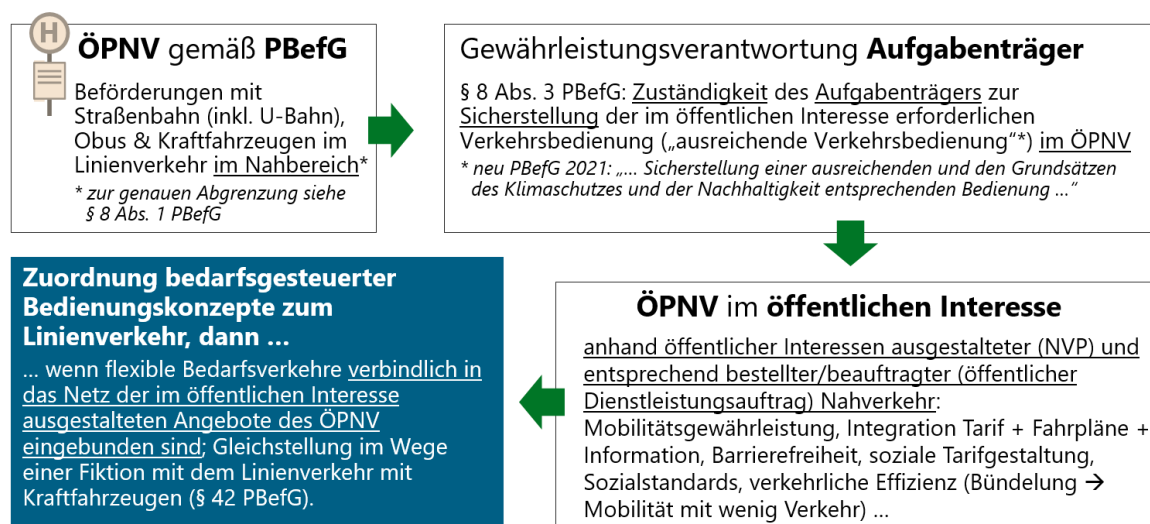 H
ÖPNV gemäß PBefG
Beförderungen mit
Straßenbahn (inkl. U-Bahn),
Obus & Kraftfahrzeugen im
Linienverkehr im Nahbereich*
* zur genauen Abgrenzung siehe
§ 8 Abs. 1 PBefG
Gewährleistungsverantwortung Aufgabenträger
§ 8 Abs. 3 PBefG: Zuständigkeit des Aufgabenträgers zur
Sicherstellung der im öffentlichen Interesse erforderlichen
Verkehrsbedienung („ausreichende Verkehrsbedienung“*) im ÖPNV
* neu PBefG 2021: „... Sicherstellung einer ausreichenden und den Grundsätzen
des Klimaschutzes und der Nachhaltigkeit entsprechenden Bedienung ...“
ÖPNV im öffentlichen Interesse
anhand öffentlicher Interessen ausgestalteter (NVP) und
entsprechend bestellter/beauftragter (öffentlicher
Dienstleistungsauftrag) Nahverkehr:
Mobilitätsgewährleistung, Integration Tarif + Fahrpläne +
Information, Barrierefreiheit, soziale Tarifgestaltung,
Sozialstandards, verkehrliche Effizienz (Bündelung →
Mobilität mit wenig Verkehr) ...
Zuordnung bedarfsgesteuerter
Bedienungskonzepte zum
Linienverkehr, dann ...
... wenn flexible Bedarfsverkehre verbindlich in
das Netz der im öffentlichen Interesse
ausgestalteten Angebote des ÖPNV
eingebunden sind; Gleichstellung im Wege
einer Fiktion mit dem Linienverkehr mit
Kraftfahrzeugen (§ 42 PBefG).